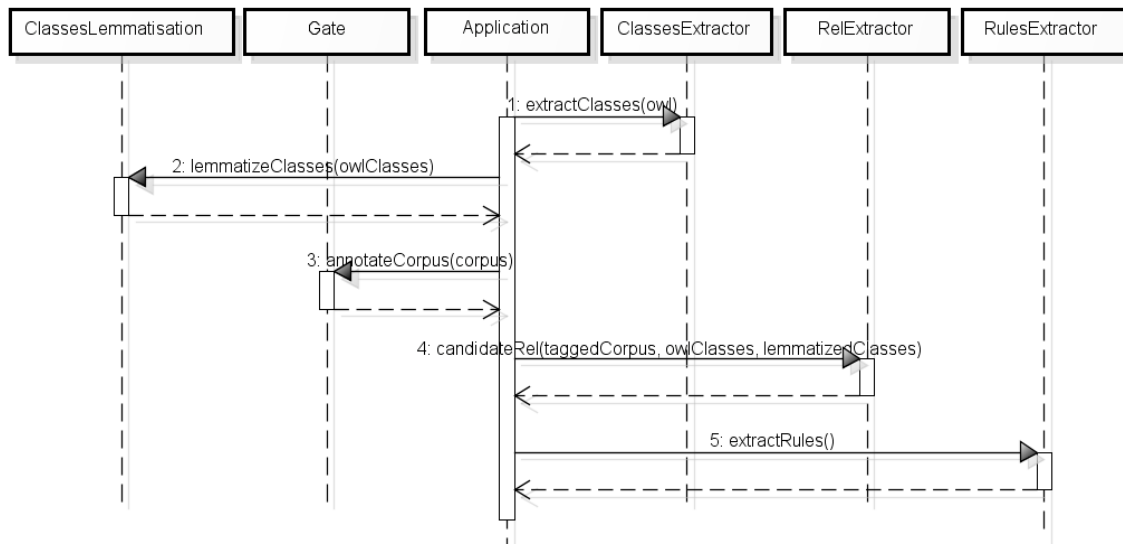 ClassesLemmatisation
Gate
Application
ClassesExtractor
RelExtractor
RulesExtractor
1: extractClasses(owl)
2: lemmatizeClasses(owlClasses)
3: annotateCorpus(corpus)
4: candidateRel(taggedCorpus, owlClasses, lemmatizedClasses)
5: extractRules()